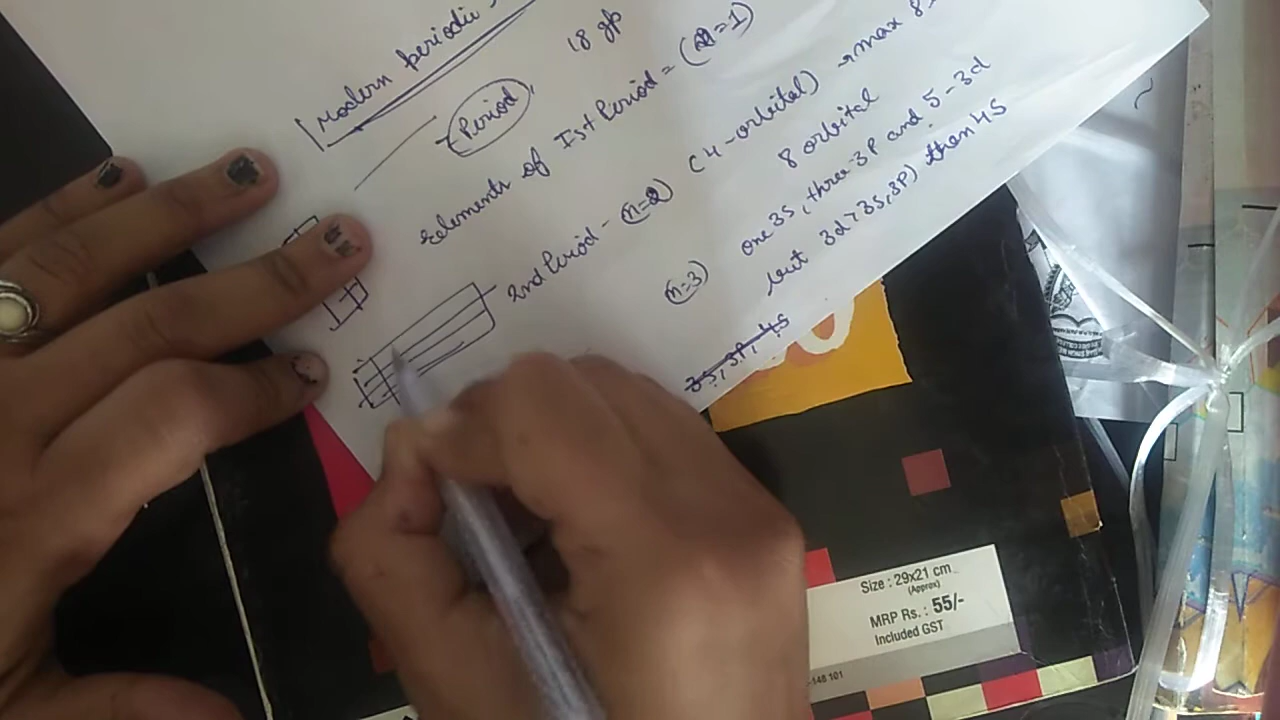 Modern periodic
Period
18 gp
Elements of Ist Period = (n=1)
2nd Period - (n=2) (4-orbital) → max 8
8 orbital
(n=3) one 3s, three 3P and 5-3d
but 3d > 3s, 3P) then 4S
3S, 3P, 4S
Size : 29x21 cm
(Approx)
MRP Rs. : 55/-
Included GST
-148 101